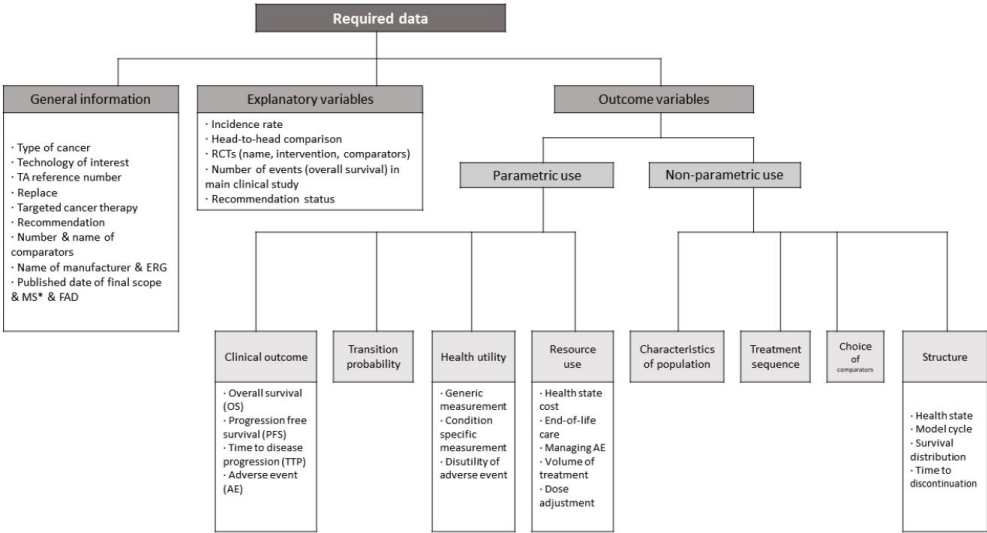 Required data
General information
· Type of cancer
· Technology of interest
· TA reference number
· Replace
· Targeted cancer therapy
· Recommendation
· Number & name of
comparators
· Name of manufacturer & ERG
· Published date of final scope
& MS* & FAD
Explanatory variables
· Incidence rate
· Head-to-head comparison
· RCTs (name, intervention, comparators)
· Number of events (overall survival) in
main clinical study
· Recommendation status
Outcome variables
Parametric use
Non-parametric use
Clinical outcome
· Overall survival
(OS)
· Progression free
survival (PFS)
· Time to disease
progression (TTP)
· Adverse event
(AE)
Transition
probability
Health utility
· Generic
measurement
· Condition
specific
measurement
· Disutility of
adverse event
Resource
use
· Health state
cost
· End-of-life
care
· Managing AE
· Volume of
treatment
· Dose
adjustment
Characteristics
of population
Treatment
sequence
Choice
of
comparators
Structure
· Health state
· Model cycle
· Survival
distribution
· Time to
discontinuation